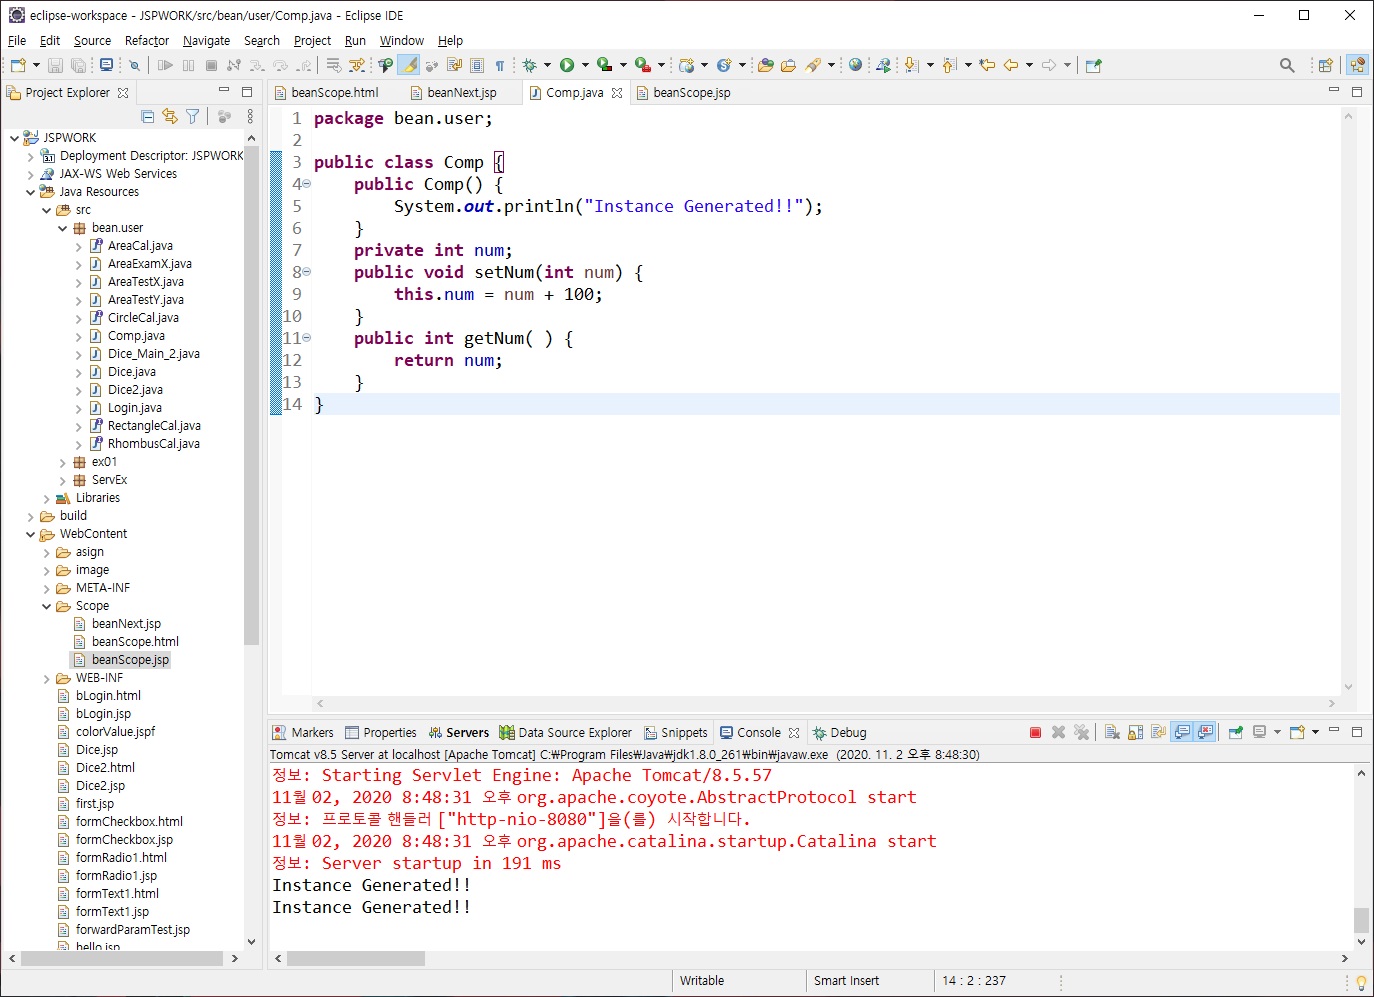 eclipse-workspace - JSPWORK/src/bean/user/Comp.java - Eclipse IDE
File Edit Source Refactor Navigate Search Project Run Window Help
Project Explorer
beanScope.html beanNext.jsp Comp.java beanScope.jsp
JSPWORK
Deployment Descriptor: JSPWORK
JAX-WS Web Services
Java Resources
src
bean.user
AreaCal.java
AreaExamX.java
AreaTestX.java
AreaTestY.java
CircleCal.java
Comp.java
Dice_Main_2.java
Dice.java
Dice2.java
Login.java
RectangleCal.java
RhombusCal.java
ex01
ServEx
Libraries
build
WebContent
asign
image
META-INF
Scope
beanNext.jsp
beanScope.html
beanScope.jsp
WEB-INF
bLogin.html
bLogin.jsp
colorValue.jspf
Dice.jsp
Dice2.html
Dice2.jsp
first.jsp
formCheckbox.html
formCheckbox.jsp
formRadio1.html
formRadio1.jsp
formText1.html
formText1.jsp
forwardParamTest.jsp
hello.jsp
1 package bean.user;
2
3 public class Comp {
4 public Comp() {
5 System.out.println("Instance Generated!!");
6 }
7 private int num;
8 public void setNum(int num) {
9 this.num = num + 100;
10 }
11 public int getNum( ) {
12 return num;
13 }
14 }
Markers Properties Servers Data Source Explorer Snippets Console Debug
Tomcat v8.5 Server at localhost [Apache Tomcat] C:₩Program Files₩Java₩jdk1.8.0_261₩bin₩javaw.exe (2020. 11. 2 오후 8:48:30)
정보: Starting Servlet Engine: Apache Tomcat/8.5.57
11월 02, 2020 8:48:31 오후 org.apache.coyote.AbstractProtocol start
정보: 프로토콜 핸들러 ["http-nio-8080"]을(를) 시작합니다.
11월 02, 2020 8:48:31 오후 org.apache.catalina.startup.Catalina start
정보: Server startup in 191 ms
Instance Generated!!
Instance Generated!!
Writable Smart Insert 14 : 2 : 237